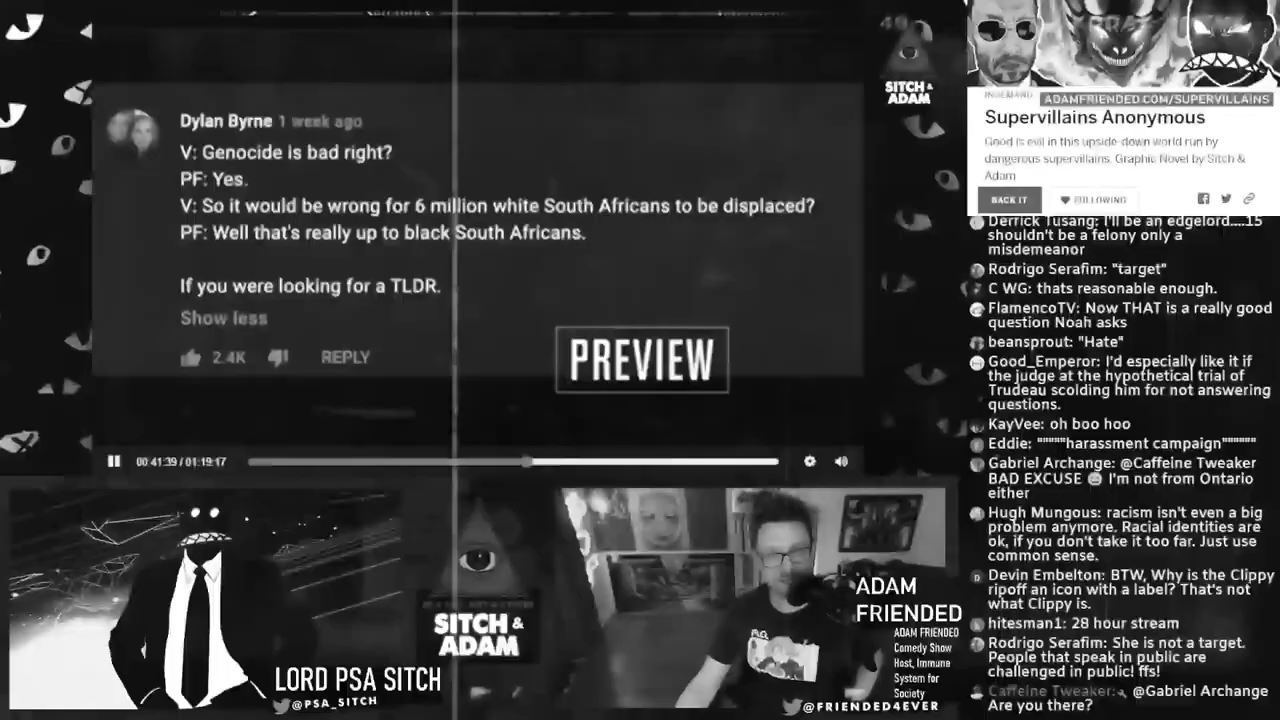 Dylan Byrne 1 week ago
V: Genocide is bad right?
PF: Yes.
V: So it would be wrong for 6 million white South Africans to be displaced?
PF: Well that's really up to black South Africans.
If you were looking for a TLDR.
Show less
2.4K REPLY
PREVIEW
00:41:39 / 01:19:17
SITCH &
ADAM
ADAMFRIENDED.COM/SUPERVILLAINS
Supervillains Anonymous
Good is evil in this upside-down world run by
dangerous supervillains. Graphic Novel by Sitch &
Adam
BACK IT
FOLLOWING
Derrick Tusang: I'll be an edgelord....15
shouldn't be a felony only a
misdemeanor
Rodrigo Serafim: "target"
C WG: thats reasonable enough.
FlamencoTV: Now THAT is a really good
question Noah asks
beansprout: "Hate"
Good_Emperor: I'd especially like it if
the judge at the hypothetical trial of
Trudeau scolding him for not answering
questions.
KayVee: oh boo hoo
Eddie: """""harassment campaign""""""
Gabriel Archange: @Caffeine Tweaker
BAD EXCUSE I'm not from Ontario
either
Hugh Mungous: racism isn't even a big
problem anymore. Racial identities are
ok, if you don't take it too far. Just use
common sense.
Devin Embelton: BTW, Why is the Clippy
ripoff an icon with a label? That's not
what Clippy is.
hitesman1: 28 hour stream
Rodrigo Serafim: She is not a target.
People that speak in public are
challenged in public! ffs!
Caffeine Tweaker: @Gabriel Archange
Are you there?
LORD PSA SITCH
@PSA_SITCH
SITCH &
ADAM
ADAM
FRIENDED
ADAM FRIENDED
Comedy Show
Host, Immune
System for
Society
@FRIENDED4EVER